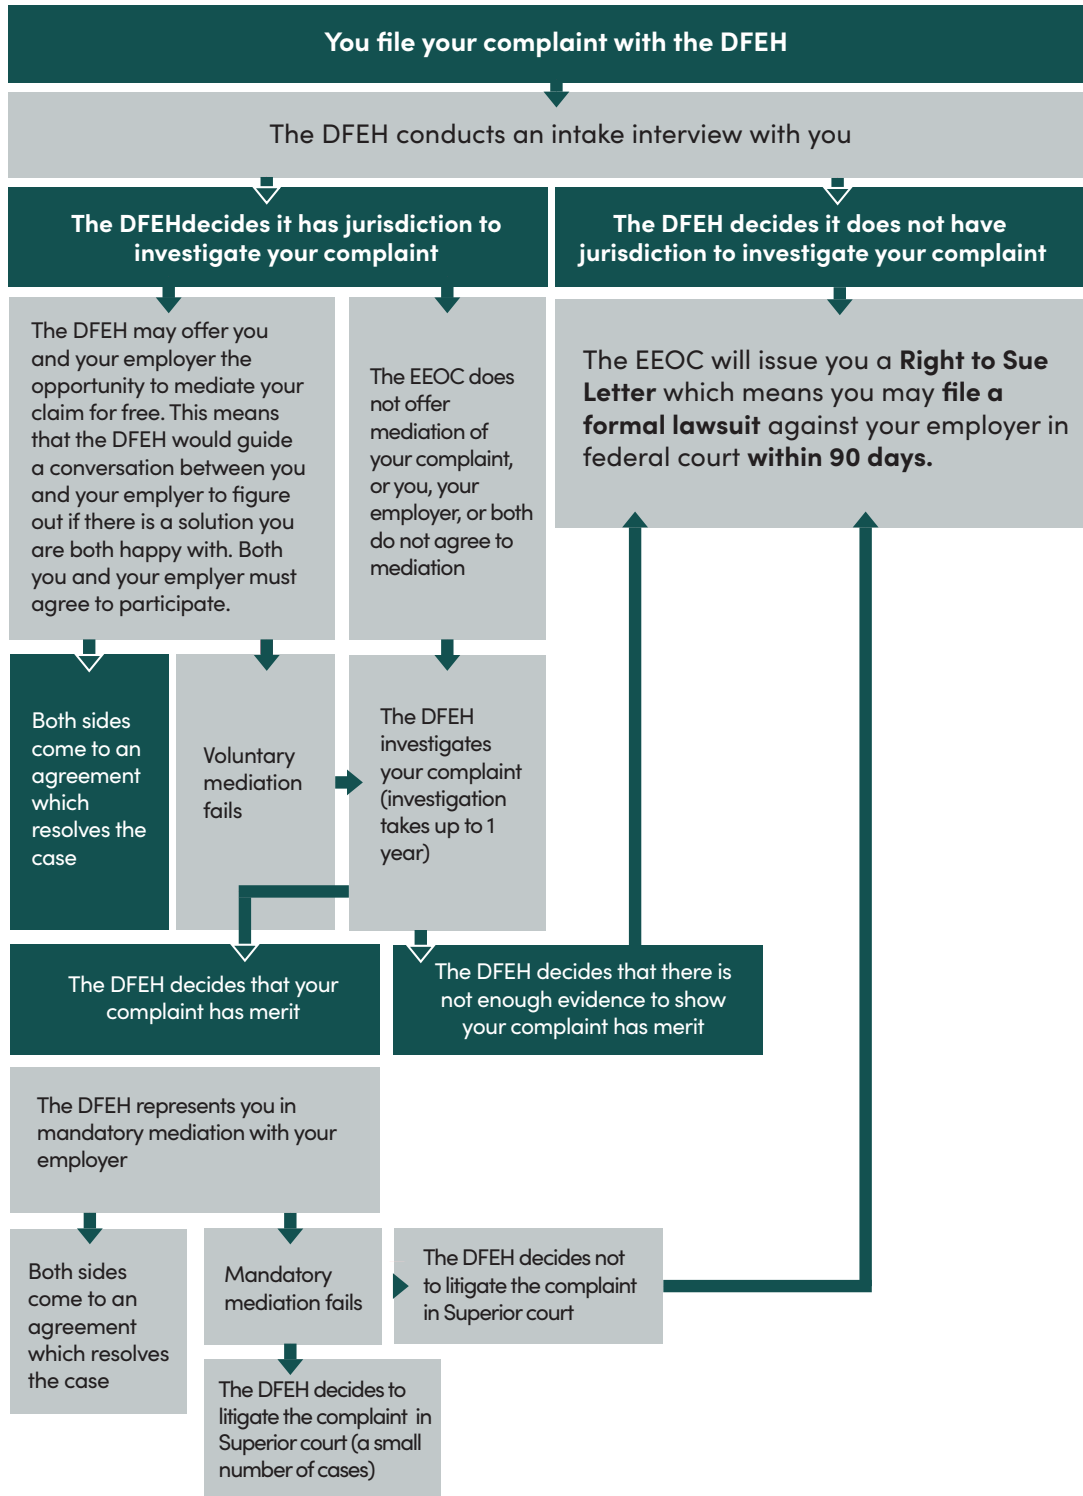 You file your complaint with the DFEH
The DFEH conducts an intake interview with you
The DFEHdecides it has jurisdiction to
investigate your complaint
The DFEH decides it does not have
jurisdiction to investigate your complaint
The DFEH may offer you
and your employer the
opportunity to mediate your
claim for free. This means
that the DFEH would guide
a conversation between you
and your emplyer to figure
out if there is a solution you
are both happy with. Both
you and your emplyer must
agree to participate.
The EEOC does
not offer
mediation of
your complaint,
or you, your
employer, or both
do not agree to
mediation
The EEOC will issue you a Right to Sue
Letter which means you may file a
formal lawsuit against your employer in
federal court within 90 days.
Both sides
come to an
agreement
which
resolves the
case
Voluntary
mediation
fails
The DFEH
investigates
your complaint
(investigation
takes up to 1
year)
The DFEH decides that your
complaint has merit
The DFEH decides that there is
not enough evidence to show
your complaint has merit
The DFEH represents you in
mandatory mediation with your
employer
Both sides
come to an
agreement
which resolves
the case
Mandatory
mediation fails
The DFEH decides not
to litigate the complaint
in Superior court
The DFEH decides to
litigate the complaint in
Superior court (a small
number of cases)